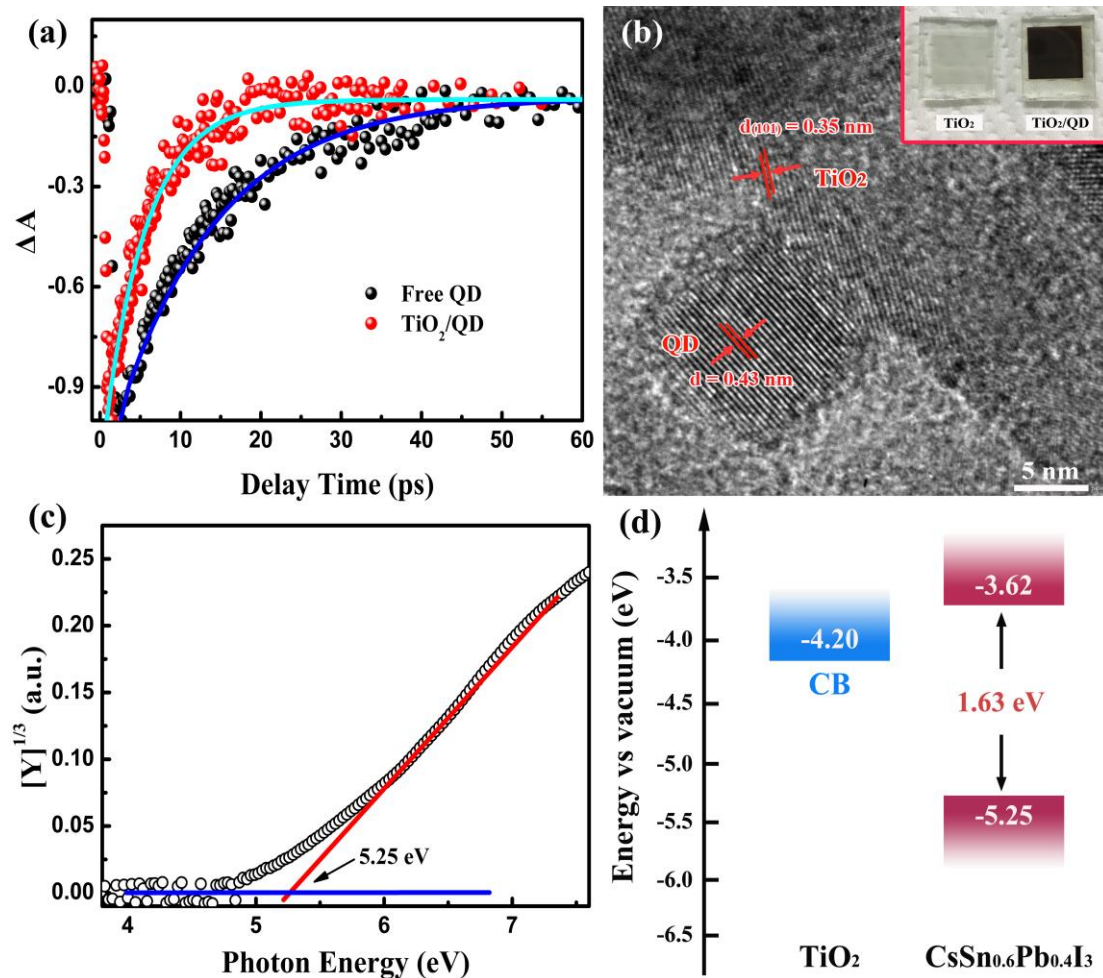 (a)
0.0
-0.3
-0.6
-0.9
ΔA
Free QD
TiO₂/QD
0 10 20 30 40 50 60
Delay Time (ps)
(b)
TiO₂ TiO₂/QD
d(101) = 0.35 nm
TiO₂
QD
d = 0.43 nm
5 nm
(c)
0.25
0.20
0.15
0.10
0.05
0.00
[Y]^1/3 (a.u.)
5.25 eV
4 5 6 7
Photon Energy (eV)
(d)
Energy vs vacuum (eV)
-3.5
-4.0
-4.5
-5.0
-5.5
-6.0
-6.5
-3.62
-4.20
CB
1.63 eV
-5.25
TiO₂ CsSn₀.₆Pb₀.₄I₃